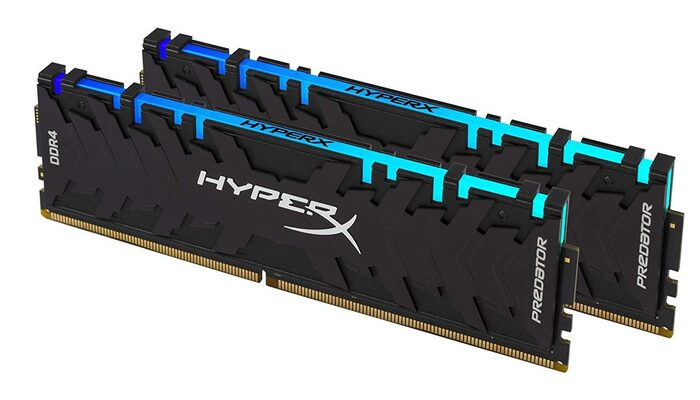 HYPERX
PREDATOR
HYPERX
DDR4
HYPERX
PREDATOR